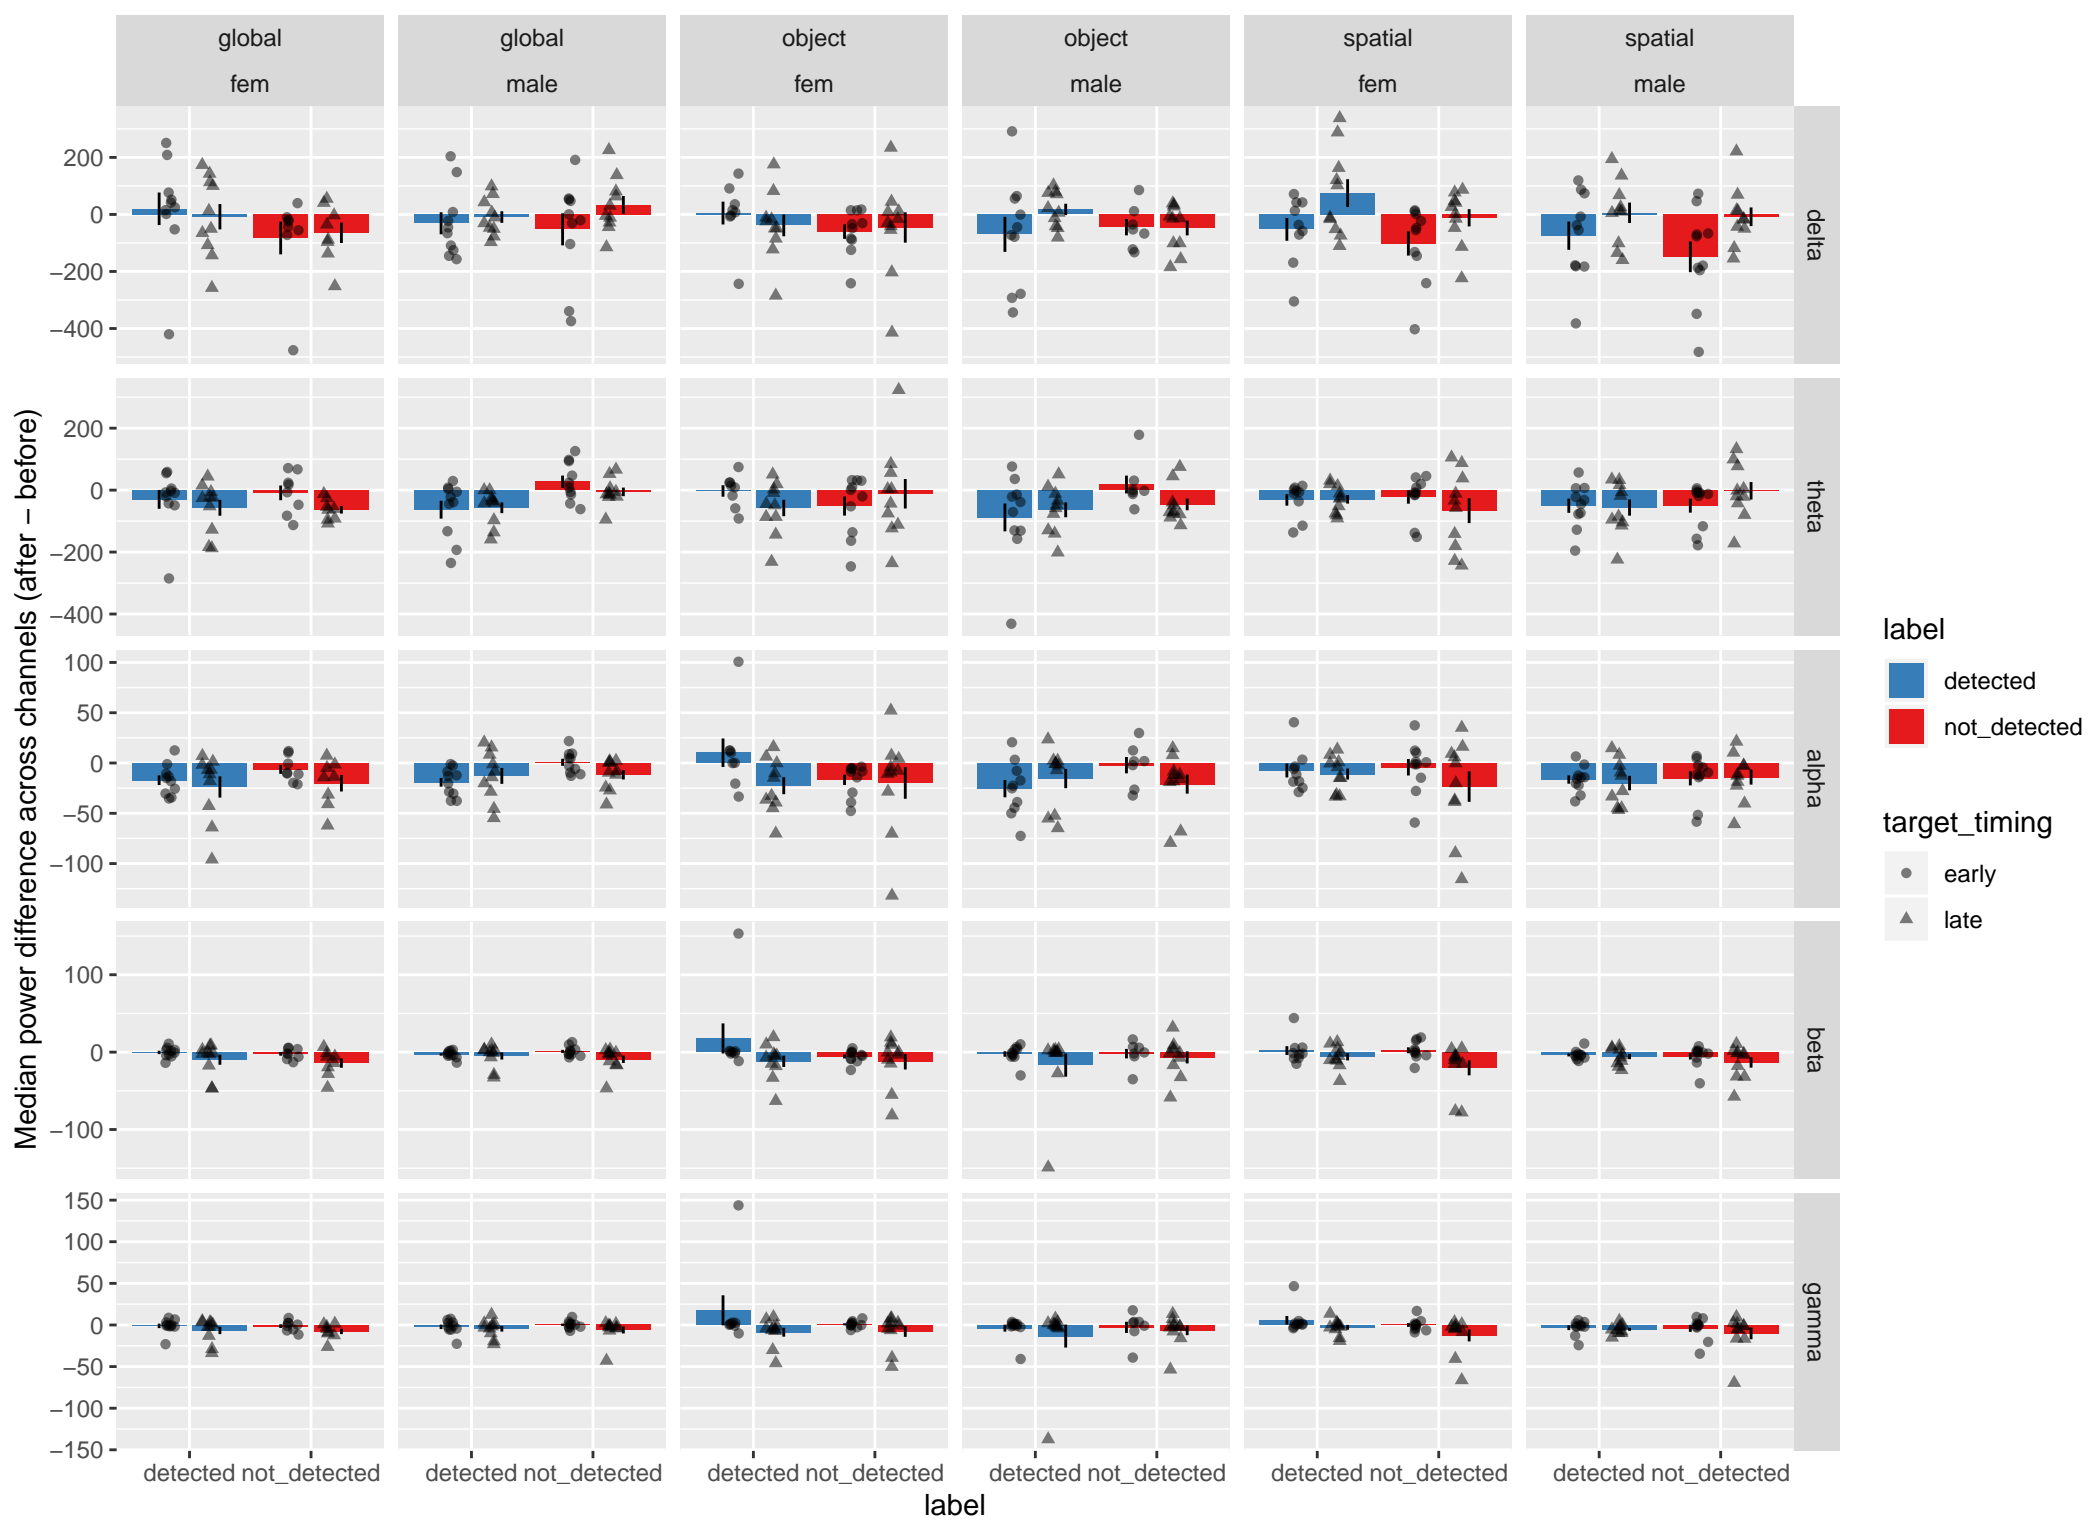 global global object object spatial spatial
fem male fem male fem male
Median power difference across channels (after − before)
200
0
−200
−400
delta
200
0
−200
−400
theta
100
50
0
−50
−100
alpha
100
0
−100
beta
150
100
50
0
−50
−100
−150
gamma
detected not_detected detected not_detected detected not_detected detected not_detected detected not_detected detected not_detected
label
label
detected
not_detected
target_timing
early
late